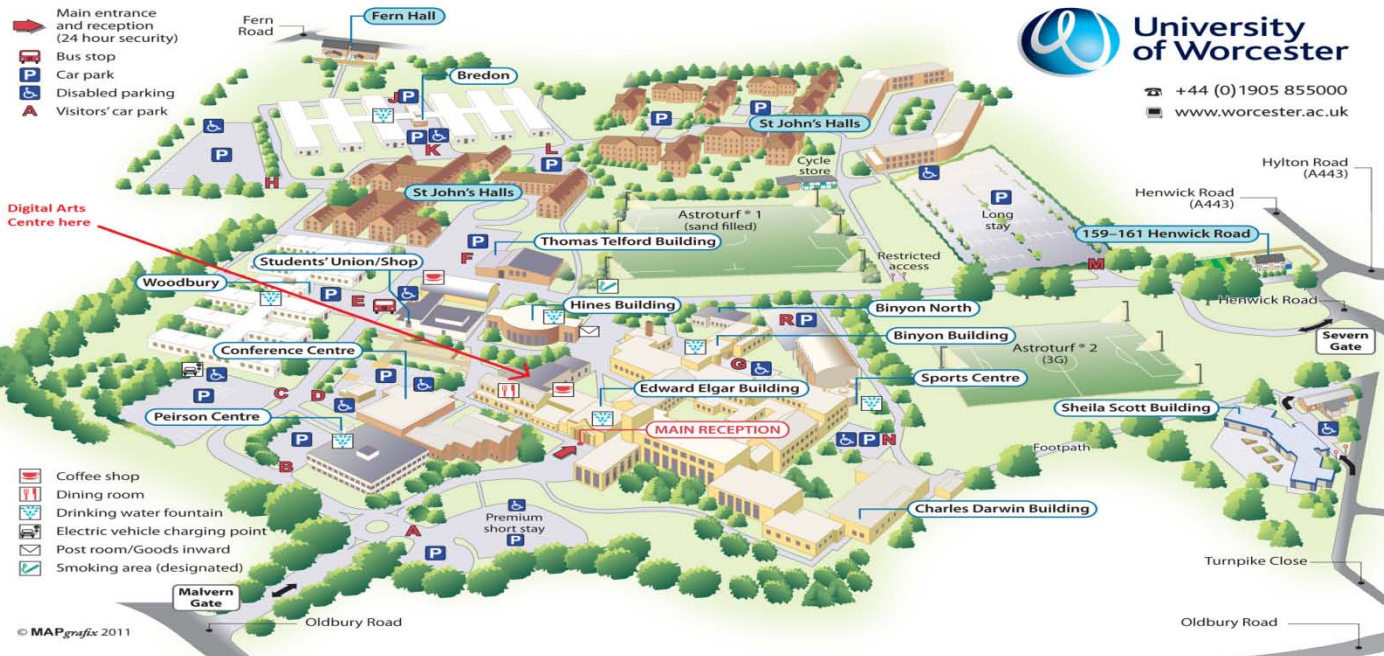 Main entrance
and reception
(24 hour security)
Bus stop
P Car park
Disabled parking
A Visitors' car park
Fern
Road
Fern Hall
University
of Worcester
+44 (0)1905 855000
www.worcester.ac.uk
J P
Bredon
P
K
L
P
P
P
St John's Halls
Cycle
store
P
H
St John's Halls
P
Long
stay
Hylton Road
(A443)
Henwick Road
(A443)
159–161 Henwick Road
M
Digital Arts
Centre here
Astroturf ® 1
(sand filled)
P
F
Thomas Telford Building
Restricted
access
Students' Union/Shop
Woodbury
P
E
Hines Building
Binyon North
R P
Binyon Building
Henwick Road
Severn
Gate
Conference Centre
Astroturf ® 2
(3G)
G
P
P
C
D
Edward Elgar Building
Sports Centre
Peirson Centre
Sheila Scott Building
MAIN RECEPTION
P
B
P N
Footpath
Coffee shop
Dining room
Drinking water fountain
Electric vehicle charging point
Post room/Goods inward
Smoking area (designated)
A
P
Premium
short stay
P
Charles Darwin Building
Turnpike Close
Malvern
Gate
Oldbury Road
Oldbury Road
© MAPgrafix 2011